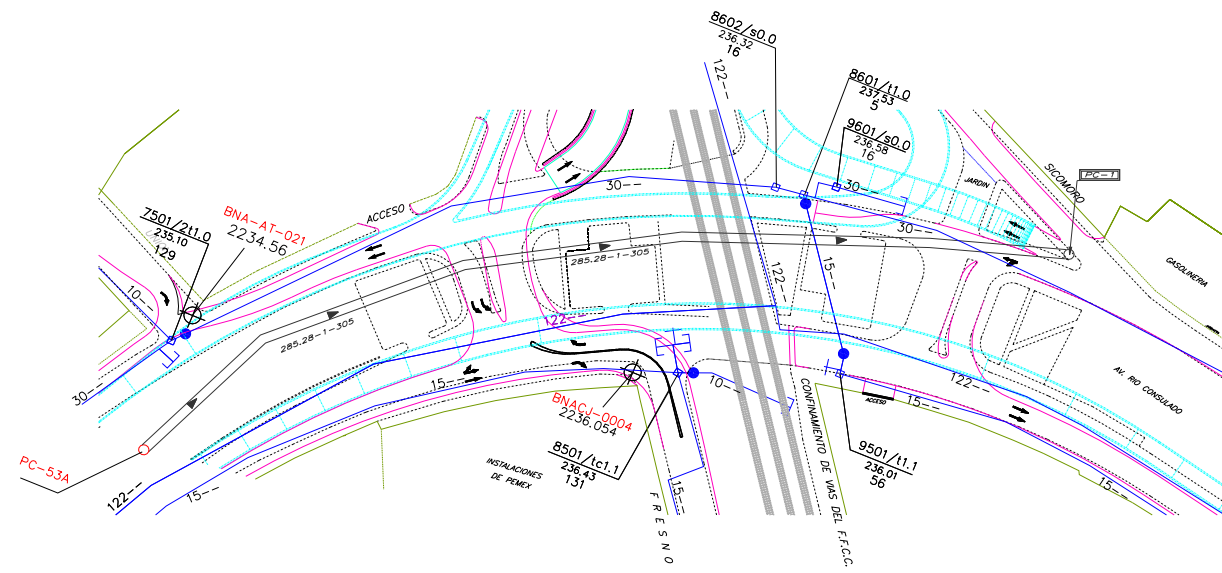 8602/s0.0
236.32
16
122--
8601/t1.0
237.53
5
9601/s0.0
236.58
16
SICOMORO
PC-1
JARDIN
30--
30--
30--
ACCESO
BNA-AT-021
2234.56
7501/2t1.0
235.10
129
10--
285.28-1-305
285.28-1-305
122--
15--
GASOLINERIA
122--
AV. RIO CONSULADO
122--
15--
15--
ACCESO
10--
30--
BNACJ-0004
2236.054
8501/tc1.1
236.43
131
INSTALACIONES
DE PEMEX
9501/t1.1
236.01
56
PC-53A
122--
15--
15--
15--
FRESNO
CONFINAMIENTO DE VIAS DEL F.F.C.C.